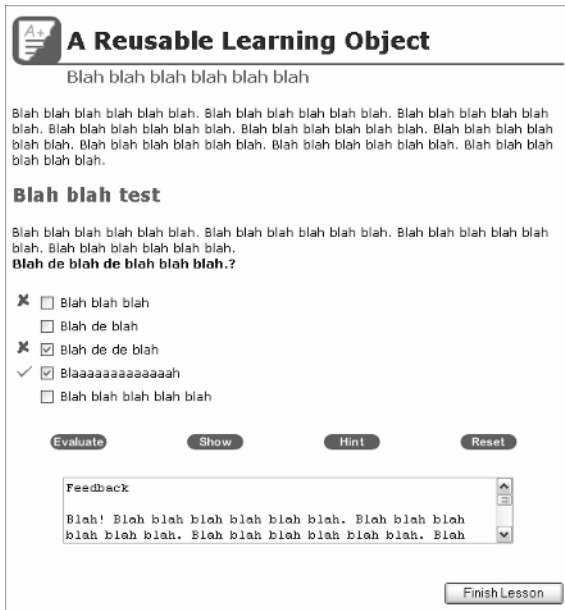 A+
A Reusable Learning Object
Blah blah blah blah blah blah
Blah blah blah blah blah blah. Blah blah blah blah blah blah. Blah blah blah blah blah
blah. Blah blah blah blah blah blah. Blah blah blah blah blah blah. Blah blah blah blah
blah blah. Blah blah blah blah blah blah. Blah blah blah blah blah blah. Blah blah blah
blah blah blah.
Blah blah test
Blah blah blah blah blah blah. Blah blah blah blah blah blah. Blah blah blah blah blah
blah. Blah blah blah blah blah blah.
Blah de blah de blah blah blah.?
Blah blah blah
Blah de blah
Blah de de blah
Blaaaaaaaaaaaaah
Blah blah blah blah blah
Evaluate Show Hint Reset
Feedback
Blah! Blah blah blah blah blah blah. Blah blah blah
blah blah blah. Blah blah blah blah blah blah. Blah
Finish Lesson